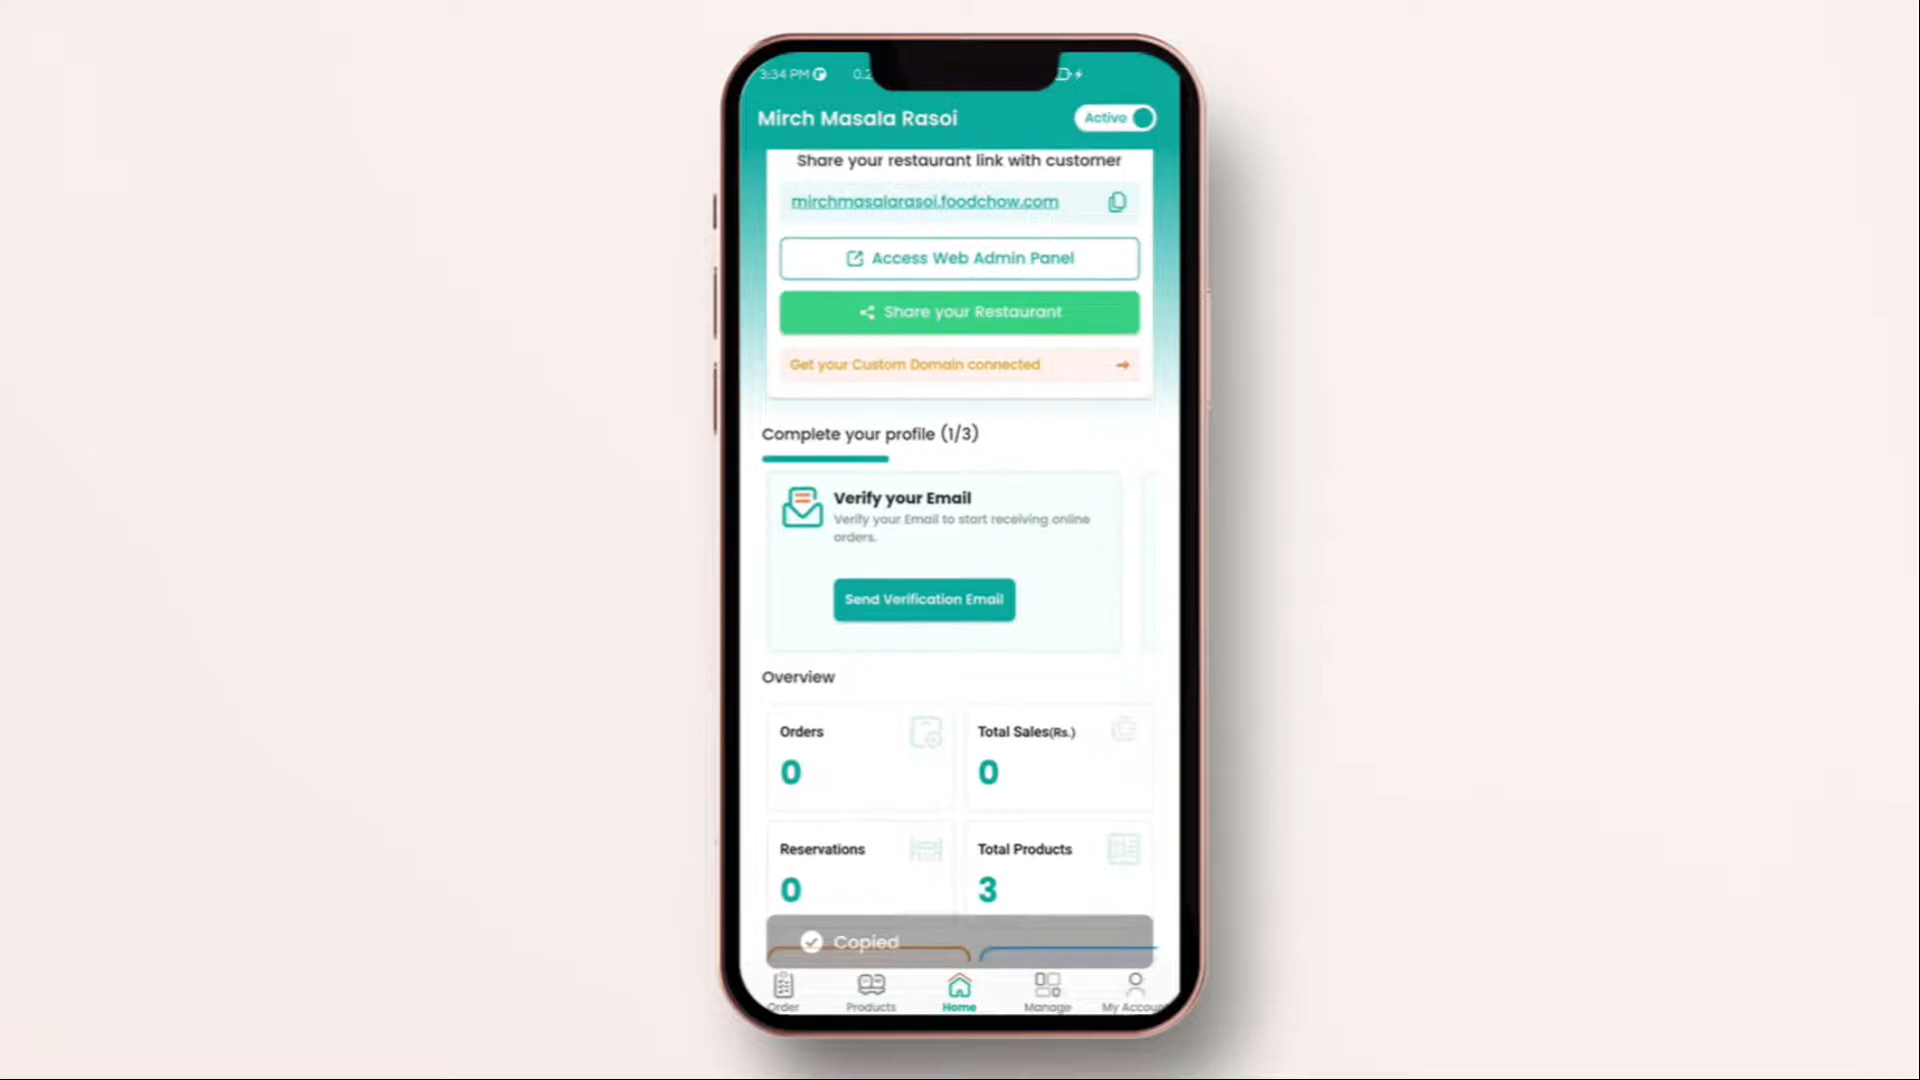 3:34 PM
Mirch Masala Rasoi
Active
Share your restaurant link with customer
mirchmasalarasoi.foodchow.com
Access Web Admin Panel
Share your Restaurant
Get your Custom Domain connected
Complete your profile (1/3)
Verify your Email
Verify your Email to start receiving online
orders.
Send Verification Email
Overview
Orders
Total Sales(Rs.)
0
0
Reservations
Total Products
0
3
Copied
Order
Products
Home
Manage
My Accoun